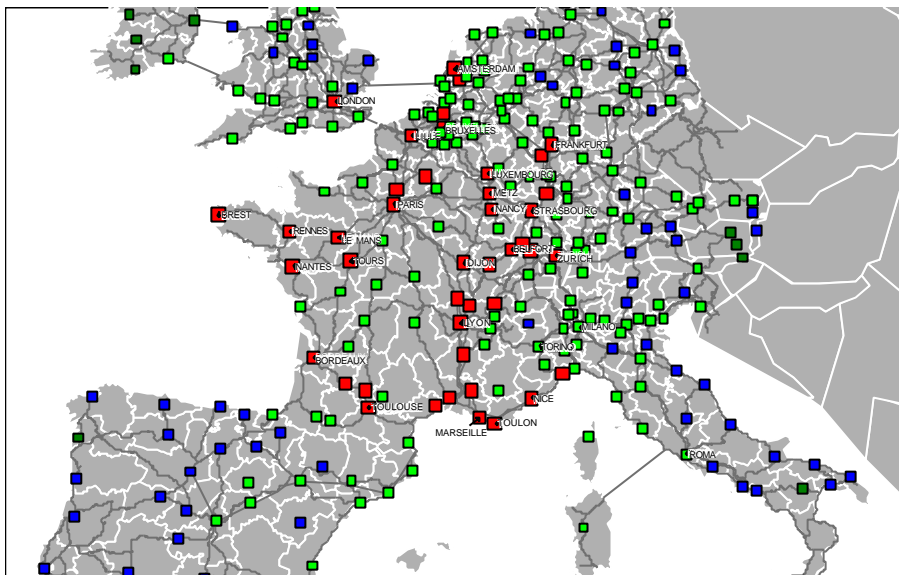 AMSTERDAM
LONDON
LILLE
BRUXELLES
FRANKFURT
LUXEMBOURG
METZ
PARIS
NANCY
STRASBOURG
BREST
RENNES
LE MANS
BELFORT
ZURICH
NANTES
TOURS
DIJON
LYON
MILANO
TORINO
BORDEAUX
NICE
TOULOUSE
MARSEILLE
TOULON
ROMA